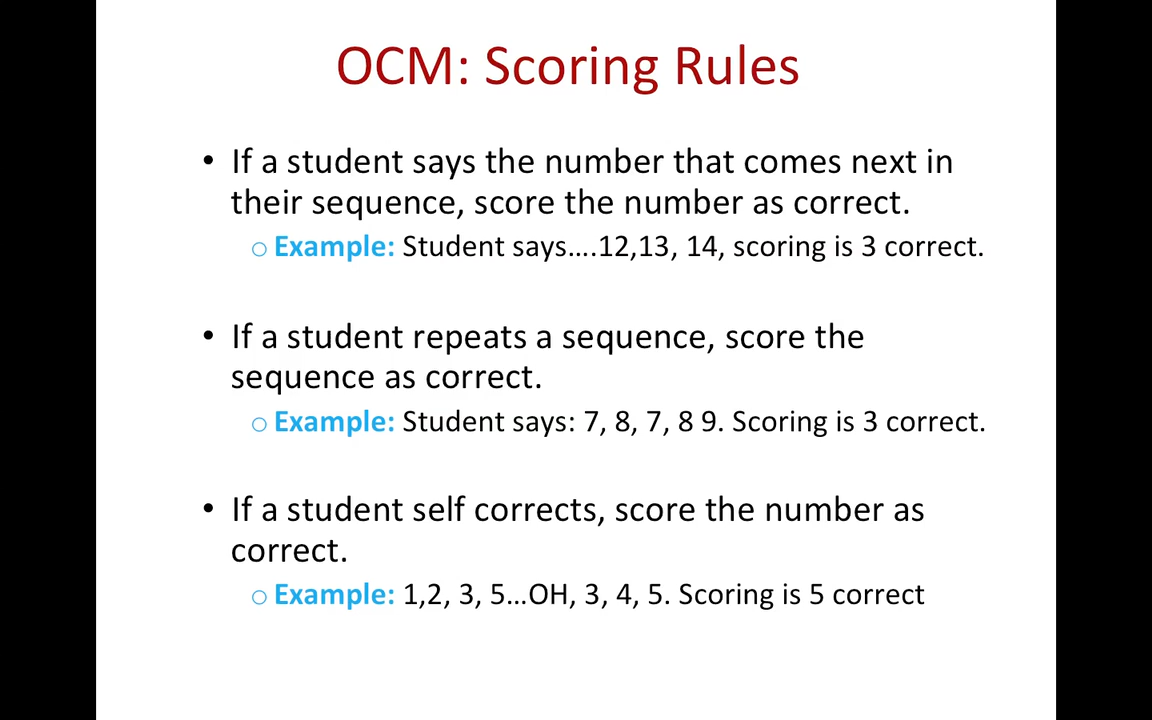 OCM: Scoring Rules
• If a student says the number that comes next in
their sequence, score the number as correct.
○ Example: Student says….12,13, 14, scoring is 3 correct.
• If a student repeats a sequence, score the
sequence as correct.
○ Example: Student says: 7, 8, 7, 8 9. Scoring is 3 correct.
• If a student self corrects, score the number as
correct.
○ Example: 1,2, 3, 5…OH, 3, 4, 5. Scoring is 5 correct